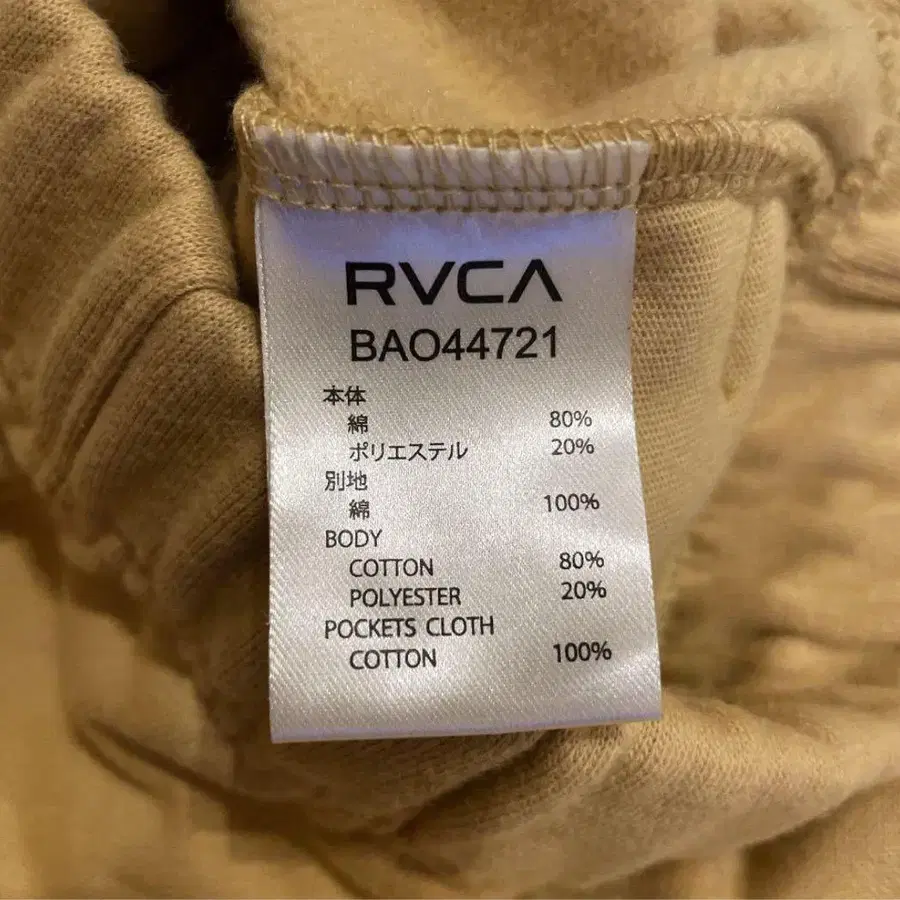 RVCA
BAO44721
本体
綿 80%
ポリエステル 20%
別地
綿 100%
BODY
COTTON 80%
POLYESTER 20%
POCKETS CLOTH
COTTON 100%